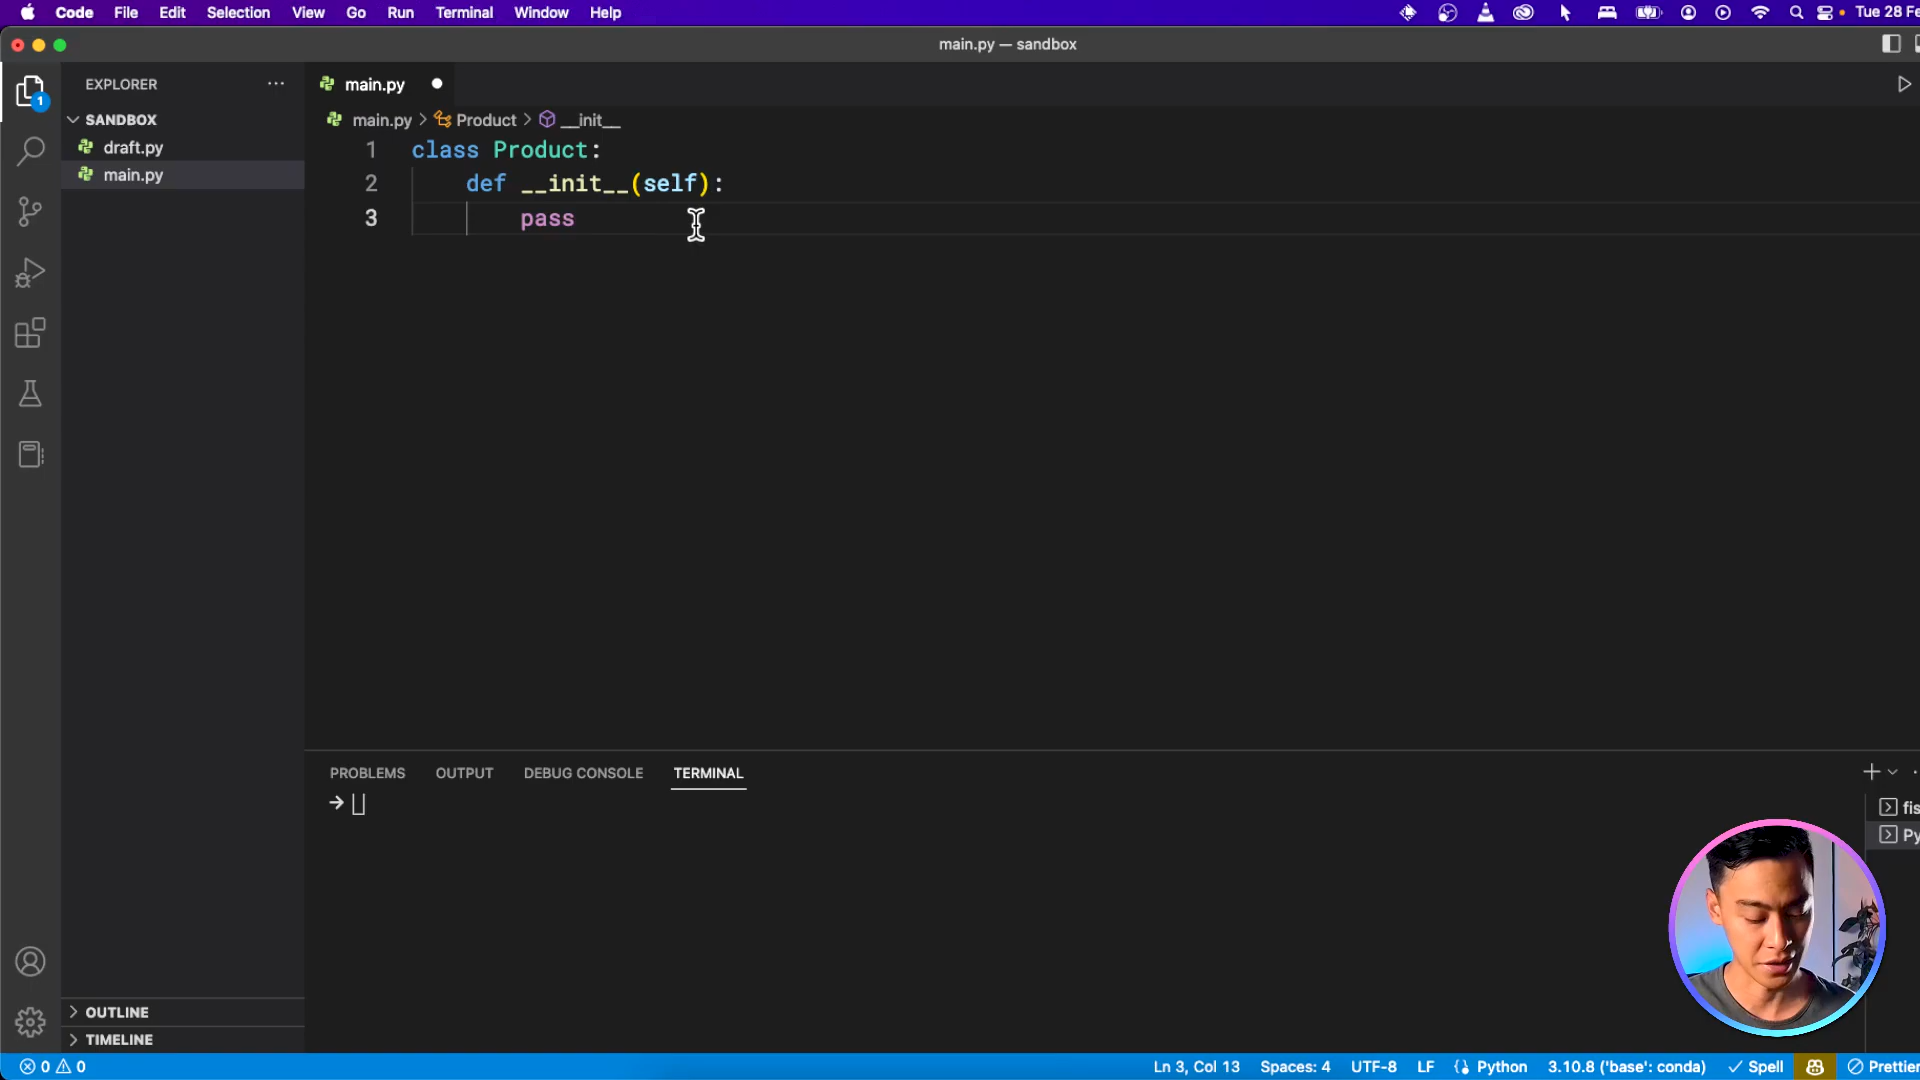 Code File Edit Selection View Go Run Terminal Window Help
Tue 28 Fe
main.py — sandbox
EXPLORER
main.py
SANDBOX
main.py > Product > __init__
draft.py
main.py
1 class Product:
2 def __init__(self):
3 pass
1
PROBLEMS OUTPUT DEBUG CONSOLE TERMINAL
fis
Py
OUTLINE
TIMELINE
0 0 Ln 3, Col 13 Spaces: 4 UTF-8 LF Python 3.10.8 ('base': conda) Spell Prettier